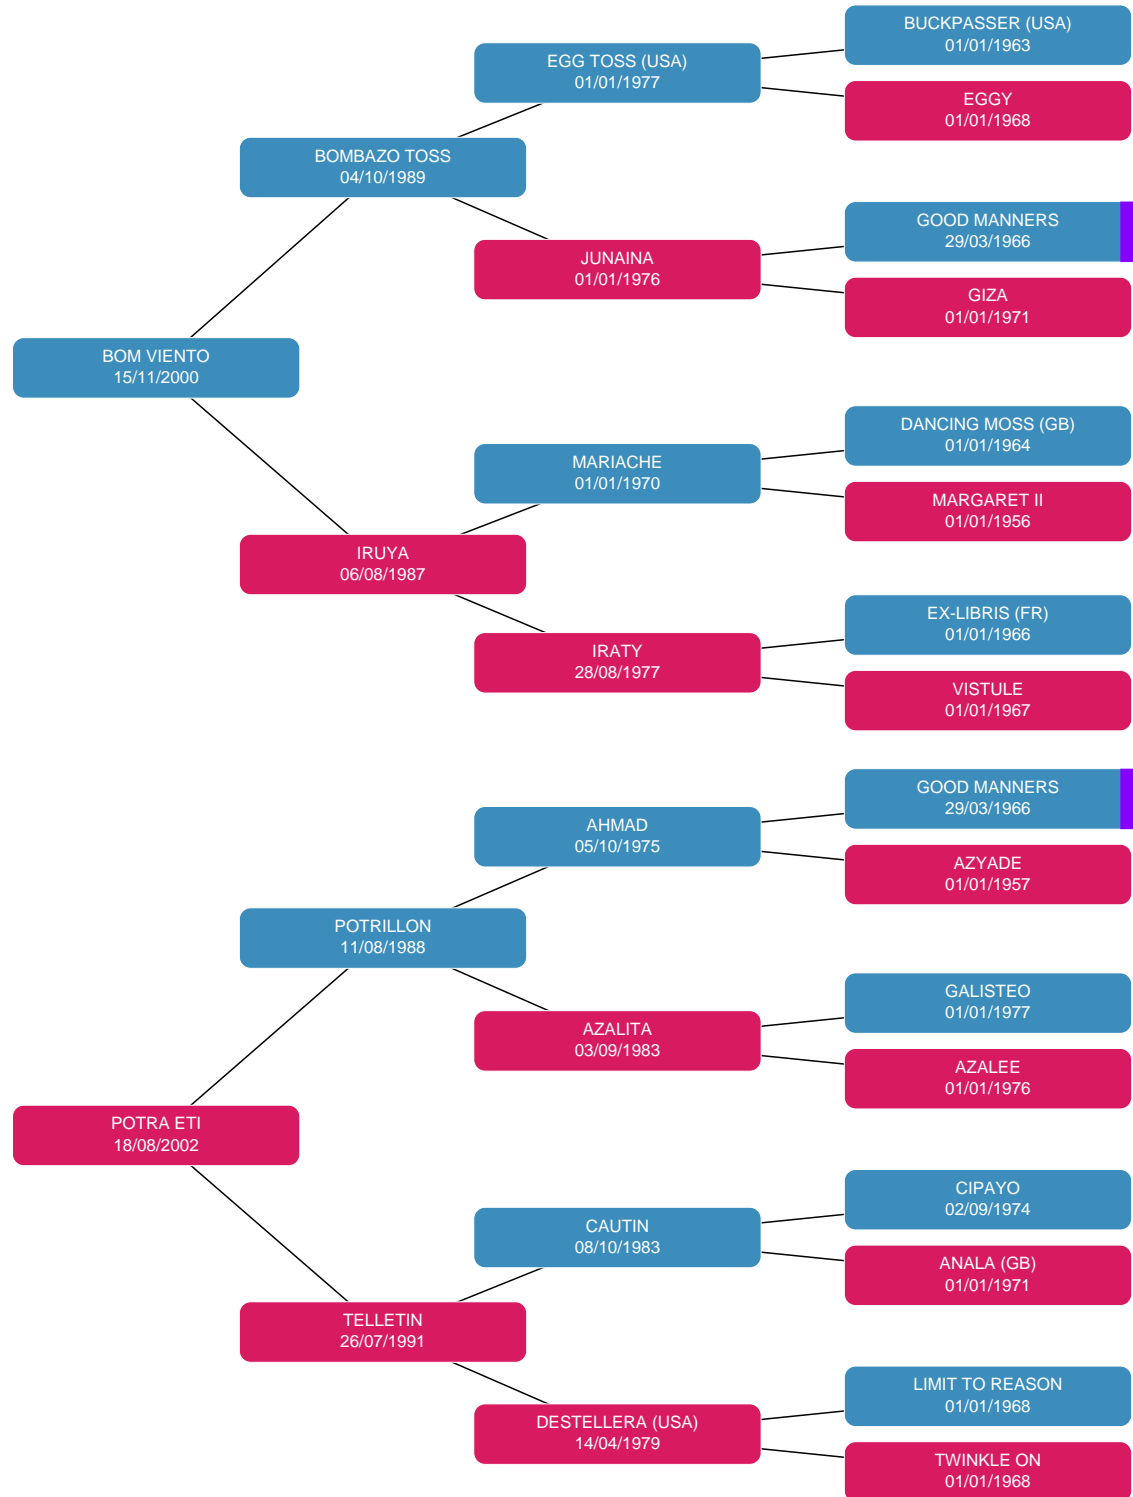 BUCKPASSER (USA)
01/01/1963
EGG TOSS (USA)
01/01/1977
EGGY
01/01/1968
BOMBAZO TOSS
04/10/1989
GOOD MANNERS
29/03/1966
JUNAINA
01/01/1976
GIZA
01/01/1971
BOM VIENTO
15/11/2000
DANCING MOSS (GB)
01/01/1964
MARIACHE
01/01/1970
MARGARET II
01/01/1956
IRUYA
06/08/1987
EX-LIBRIS (FR)
01/01/1966
IRATY
28/08/1977
VISTULE
01/01/1967
GOOD MANNERS
29/03/1966
AHMAD
05/10/1975
AZYADE
01/01/1957
POTRILLON
11/08/1988
GALISTEO
01/01/1977
AZALITA
03/09/1983
AZALEE
01/01/1976
POTRA ETI
18/08/2002
CIPAYO
02/09/1974
CAUTIN
08/10/1983
ANALA (GB)
01/01/1971
TELLETIN
26/07/1991
LIMIT TO REASON
01/01/1968
DESTELLERA (USA)
14/04/1979
TWINKLE ON
01/01/1968